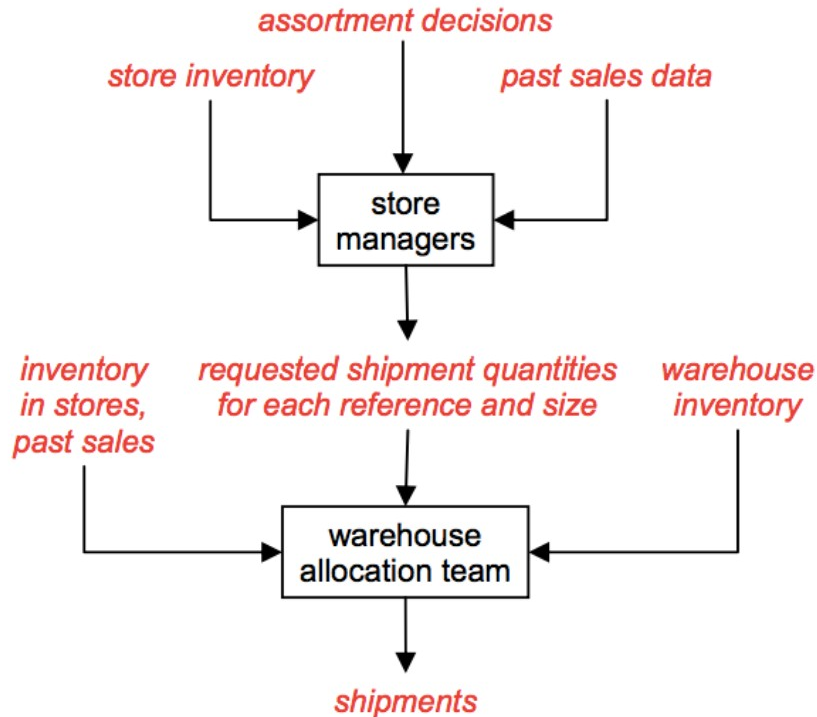 assortment decisions
store inventory
past sales data
store
managers
inventory
in stores,
past sales
requested shipment quantities
for each reference and size
warehouse
inventory
warehouse
allocation team
shipments